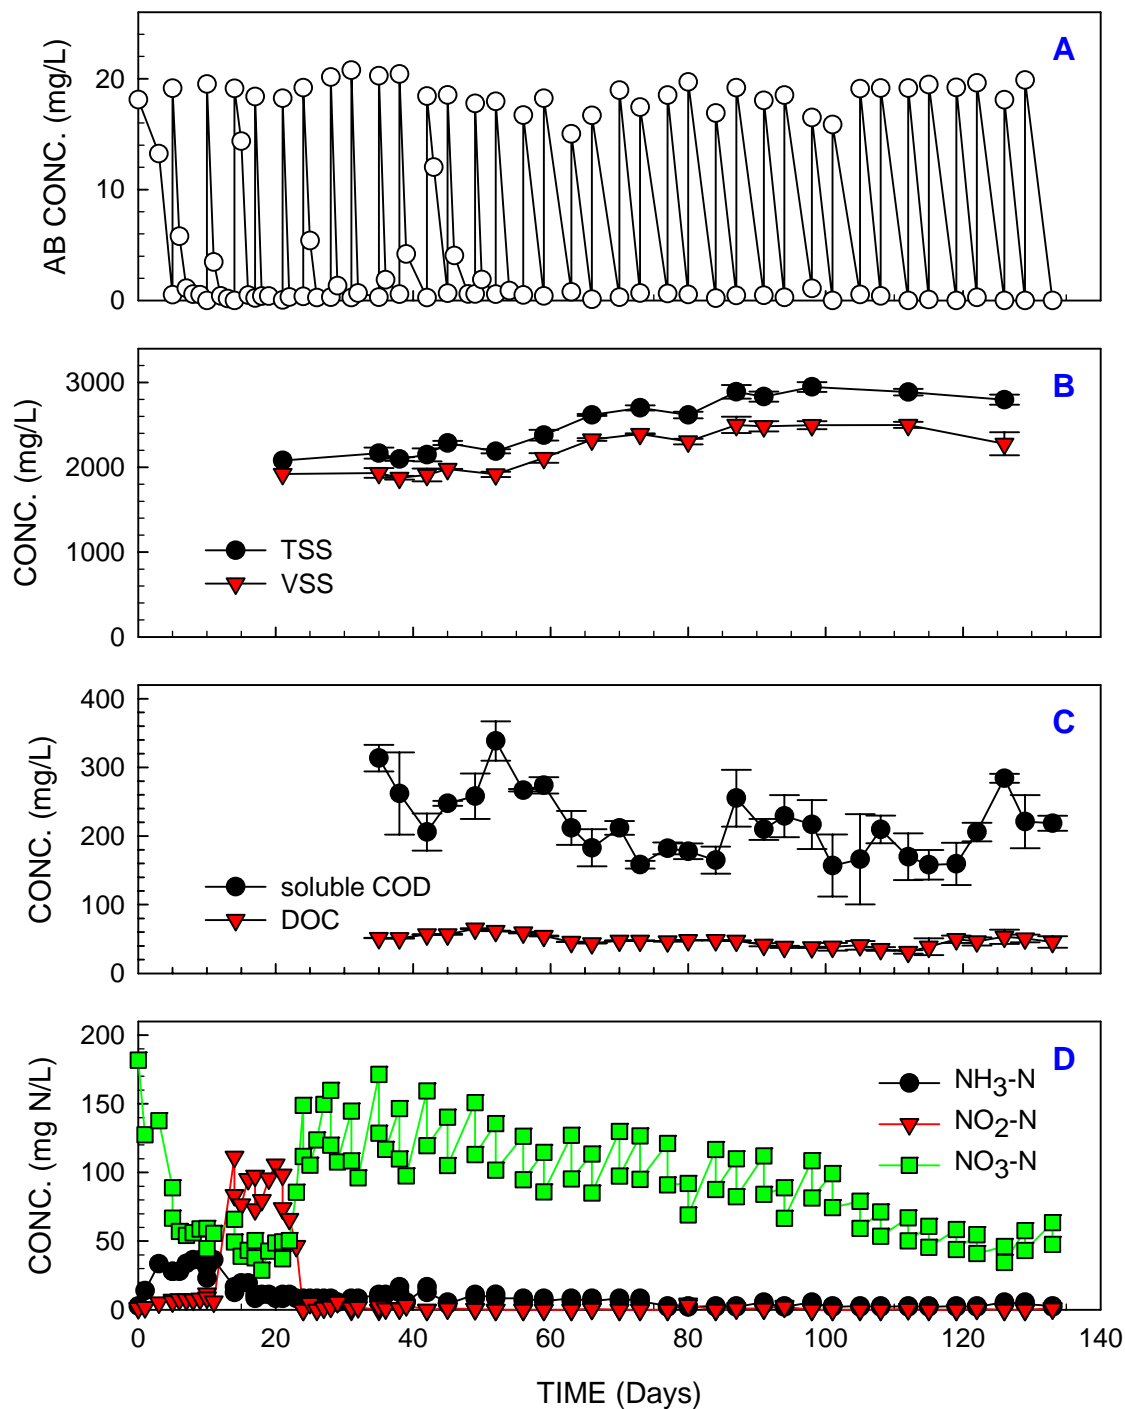 A
20
10
0
AB CONC. (mg/L)
B
3000
2000
1000
0
CONC. (mg/L)
TSS
VSS
C
400
300
200
100
0
CONC. (mg/L)
soluble COD
DOC
D
200
150
100
50
0
CONC. (mg N/L)
NH3-N
NO2-N
NO3-N
0 20 40 60 80 100 120 140
TIME (Days)